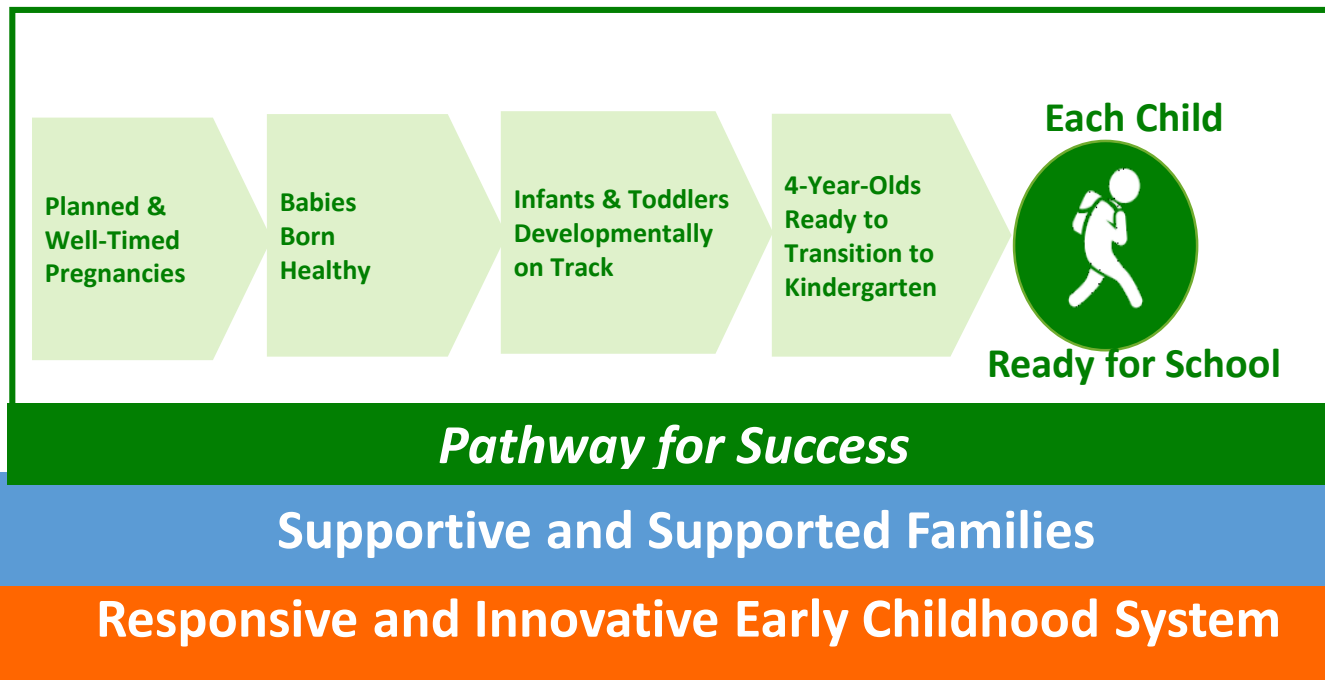 Planned &
Well-Timed
Pregnancies
Babies
Born
Healthy
Infants & Toddlers
Developmentally
on Track
4-Year-Olds
Ready to
Transition to
Kindergarten
Each Child
Ready for School
Pathway for Success
Supportive and Supported Families
Responsive and Innovative Early Childhood System